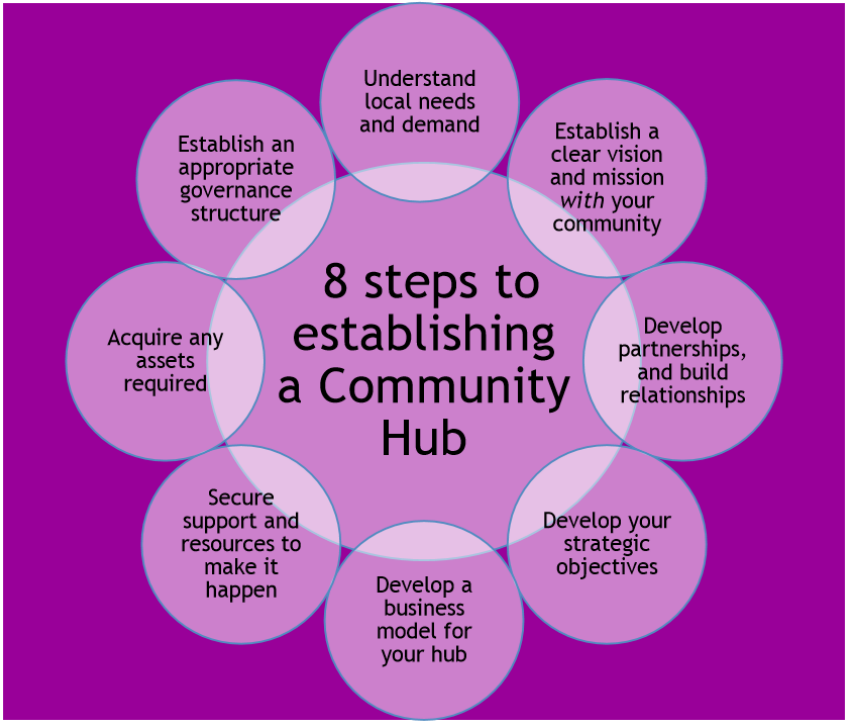 8 steps to
establishing
a Community
Hub
Understand
local needs
and demand
Establish a
clear vision
and mission
with your
community
Develop
partnerships,
and build
relationships
Develop your
strategic
objectives
Develop a
business
model for
your hub
Secure
support and
resources to
make it
happen
Acquire any
assets
required
Establish an
appropriate
governance
structure